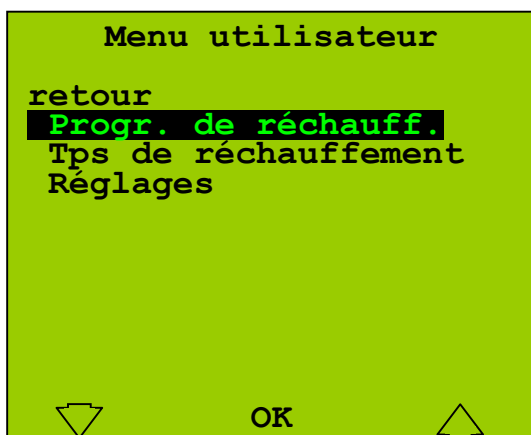 Menu utilisateur
retour
Progr. de réchauff.
Tps de réchauffement
Réglages
OK